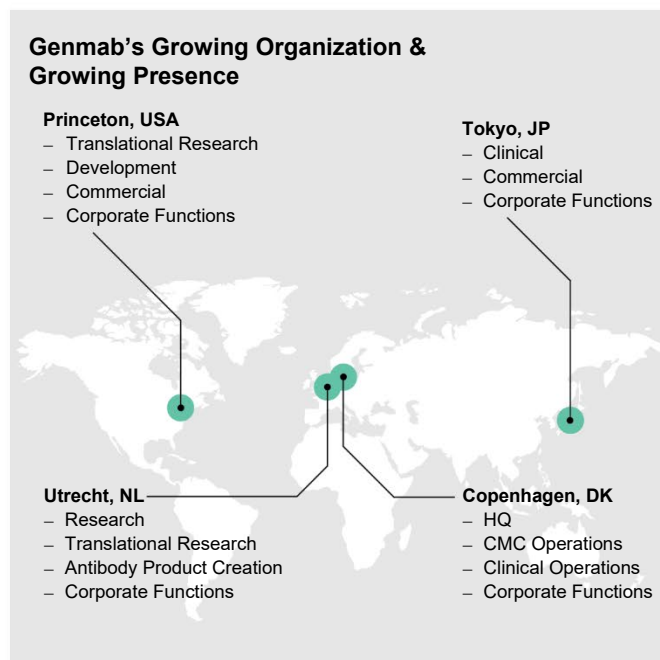 Genmab’s Growing Organization &
Growing Presence
Princeton, USA
– Translational Research
– Development
– Commercial
– Corporate Functions
Tokyo, JP
– Clinical
– Commercial
– Corporate Functions
Utrecht, NL
– Research
– Translational Research
– Antibody Product Creation
– Corporate Functions
Copenhagen, DK
– HQ
– CMC Operations
– Clinical Operations
– Corporate Functions